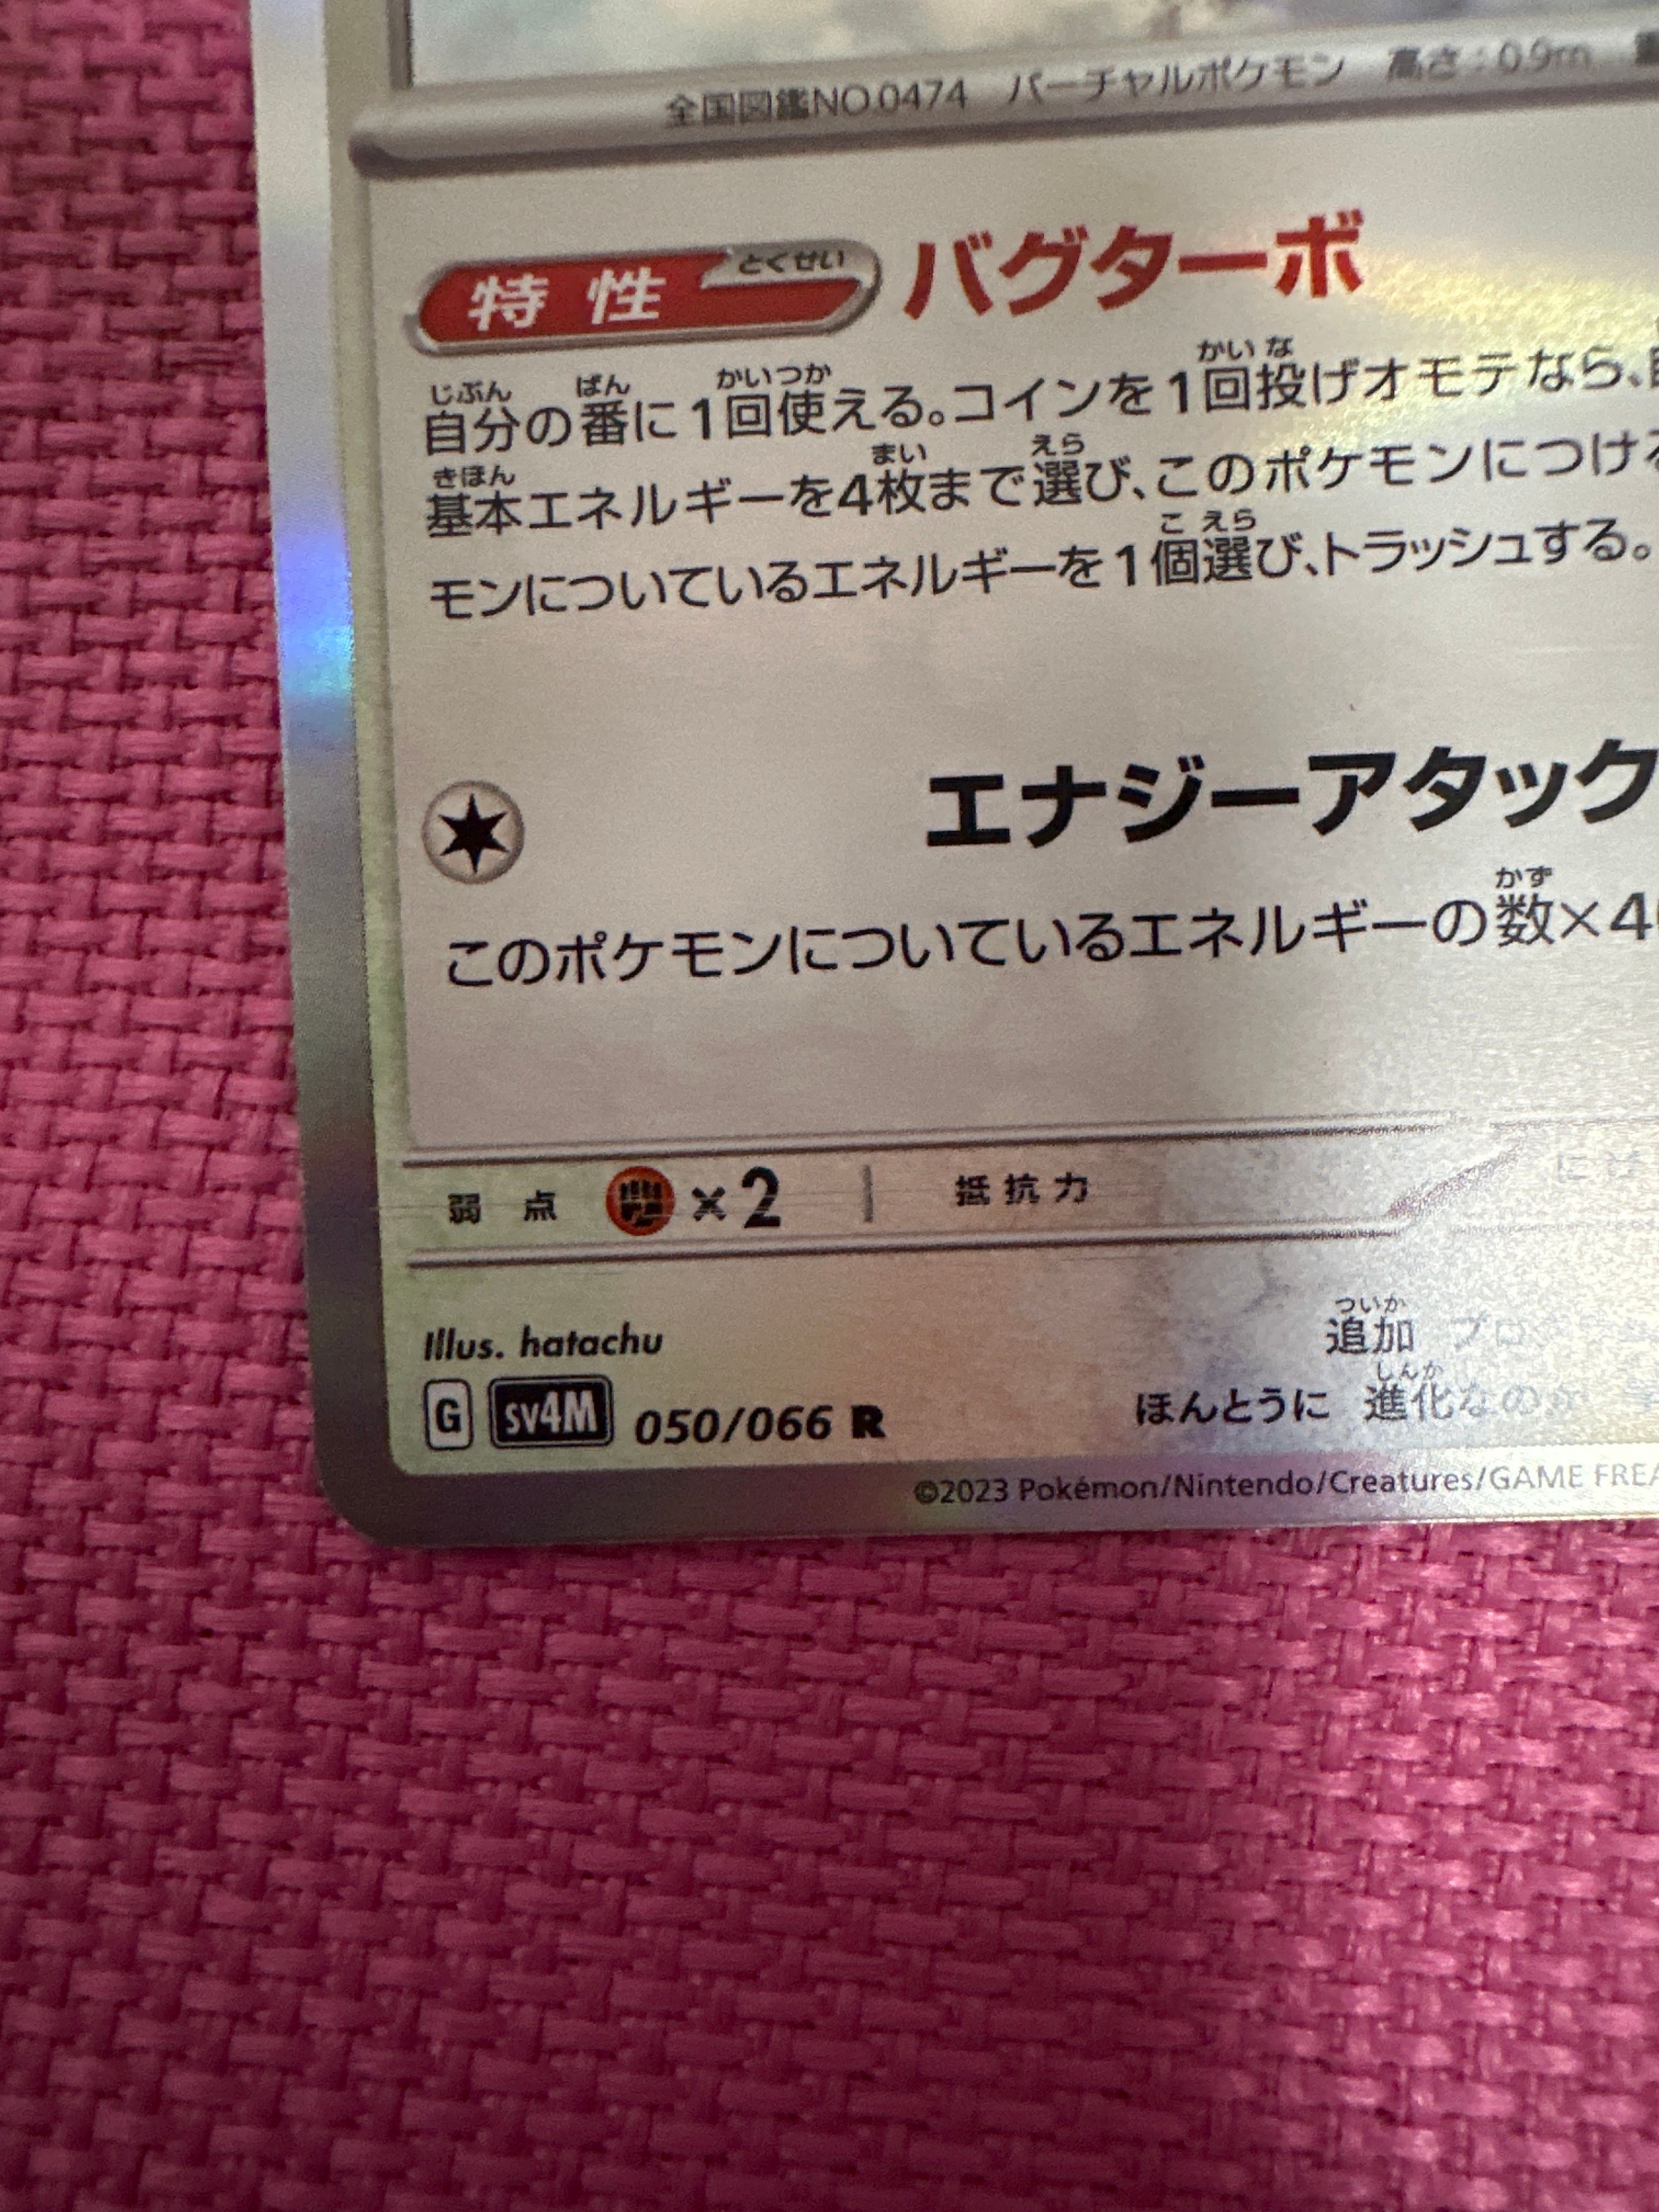 全国図鑑NO.0474 バーチャルポケモン 高さ:0.9m
特性 とくせい バグターボ
じぶん ばん かいつか かい な
自分の番に1回使える。コインを1回投げオモテなら、
きほん まい えら
基本エネルギーを4枚まで選び、このポケモンにつける
こ えら
モンについているエネルギーを1個選び、トラッシュする。
エナジーアタック
かず
このポケモンについているエネルギーの数×40
弱点 ×2 抵抗力
Illus. hatachu
ついか
追加
しんか
G sv4M 050/066 R ほんとうに 進化なのか
©2023 Pokémon/Nintendo/Creatures/GAME FREA